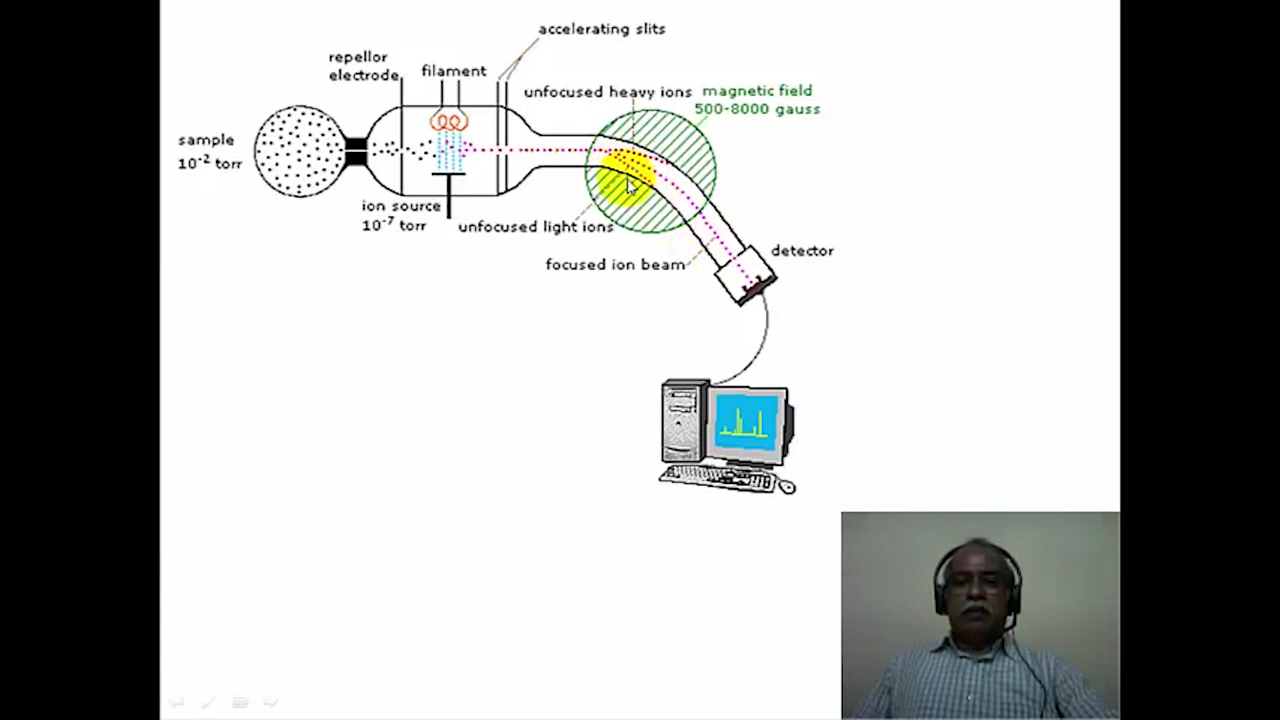 accelerating slits
repellor
electrode
filament
unfocused heavy ions
magnetic field
500-8000 gauss
sample
10⁻² torr
ion source
10⁻⁷ torr
unfocused light ions
detector
focused ion beam